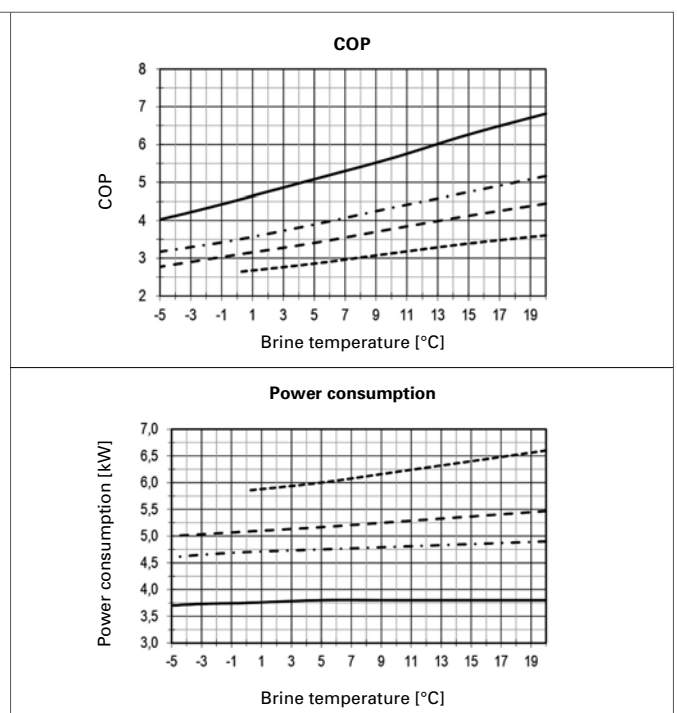 COP
8
7
6
5
4
3
2
COP
-5 -3 -1 1 3 5 7 9 11 13 15 17 19
Brine temperature [°C]
Power consumption
7,0
6,5
6,0
5,5
5,0
4,5
4,0
3,5
3,0
Power consumption [kW]
-5 -3 -1 1 3 5 7 9 11 13 15 17 19
Brine temperature [°C]